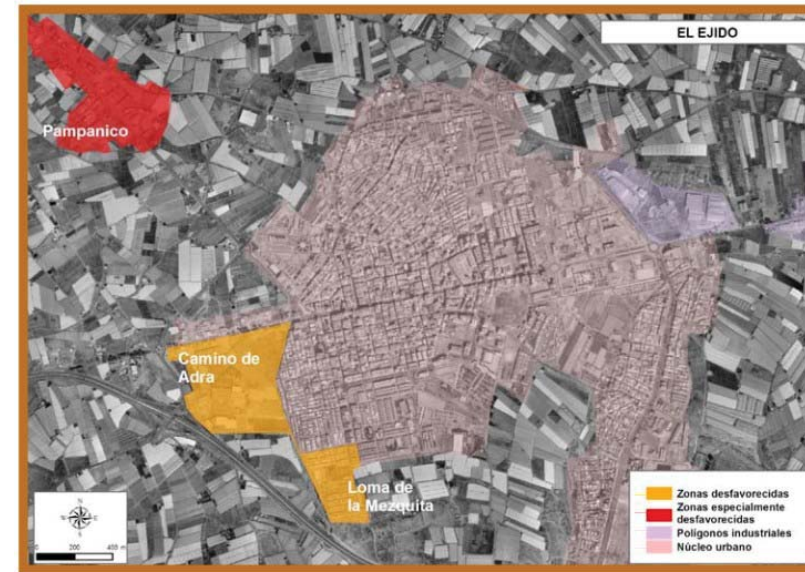 EL EJIDO
Pampanico
Camino de
Adra
Loma de
la Mezquita
Zonas desfavorecidas
Zonas especialmente
desfavorecidas
Polígonos industriales
Núcleo urbano
N
W E
S
0 200 400 m